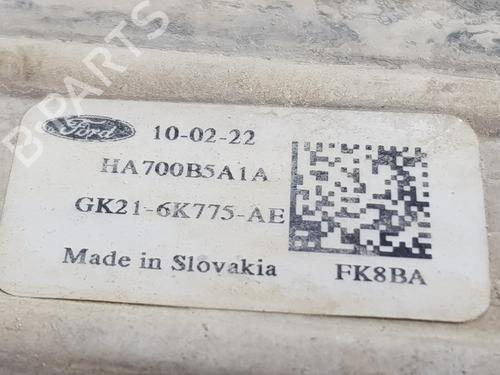 Ford
10-02-22
HA700B5A1A
GK21-6K775-AE
Made in Slovakia
FK8BA
B-PARTS